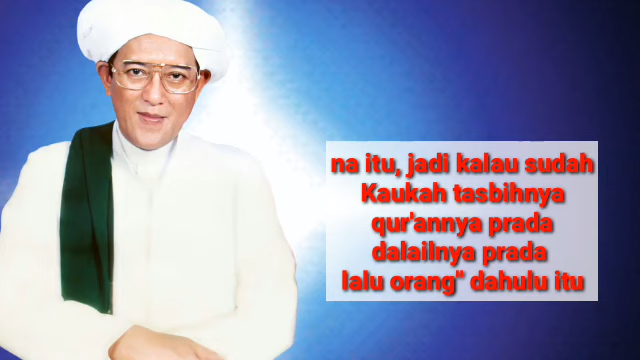 na itu, jadi kalau sudah
Kaukah tasbihnya
qur'annya prada
dalailnya prada
lalu orang" dahulu itu